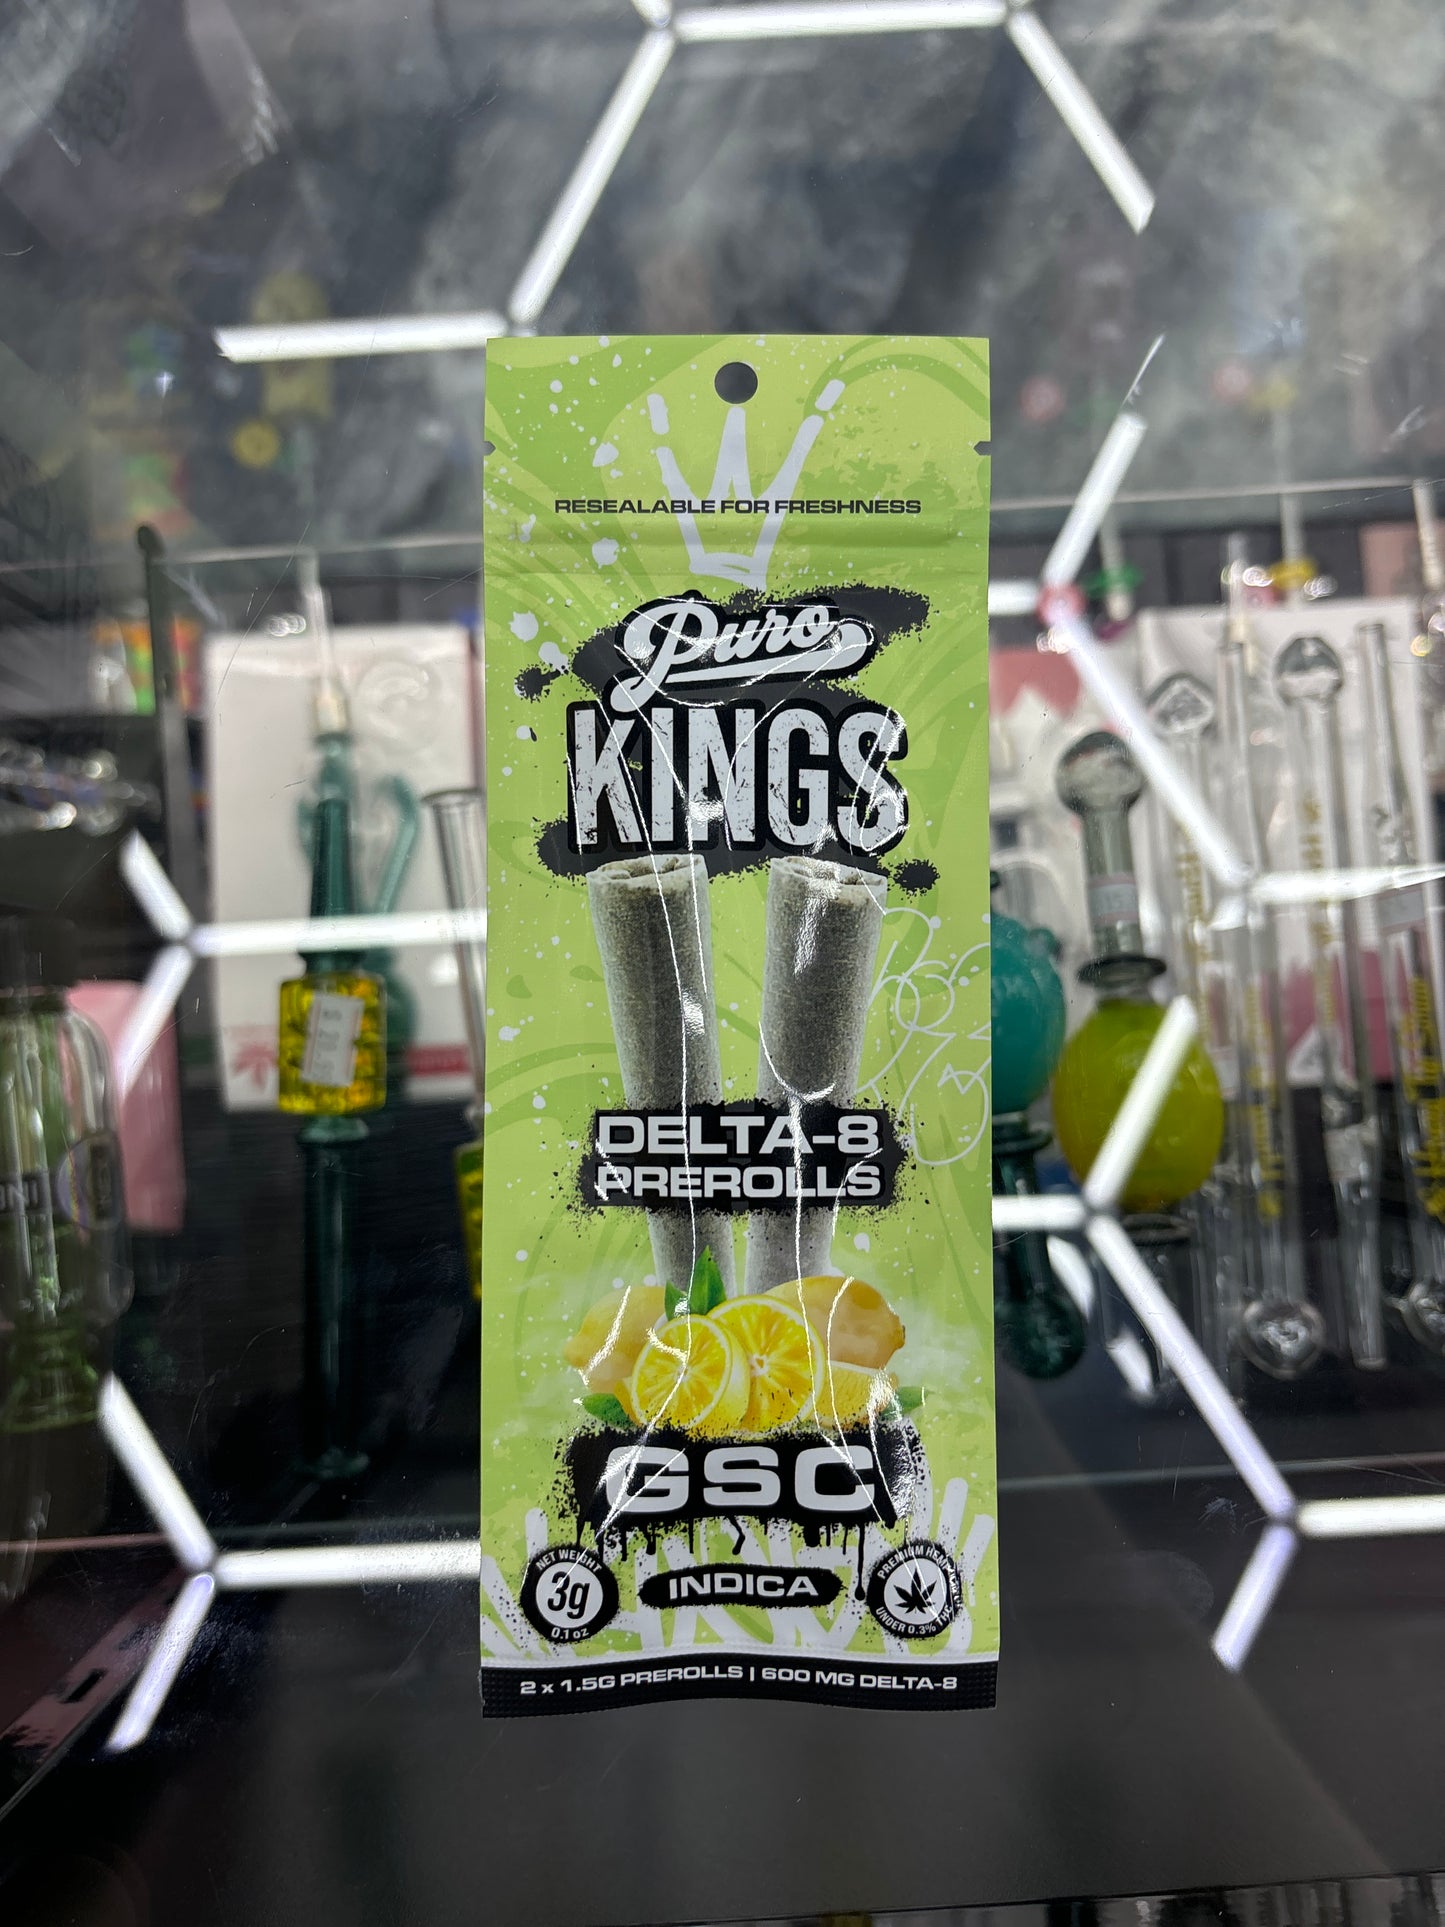 RESEALABLE FOR FRESHNESS
Puro
KINGS
DELTA-8
PREROLLS
GSC
INDICA
NET WEIGHT
3g
0.1 oz
PREMIUM HEMP
UNDER 0.3% THC
2 x 1.5G PREROLLS | 600 MG DELTA-8